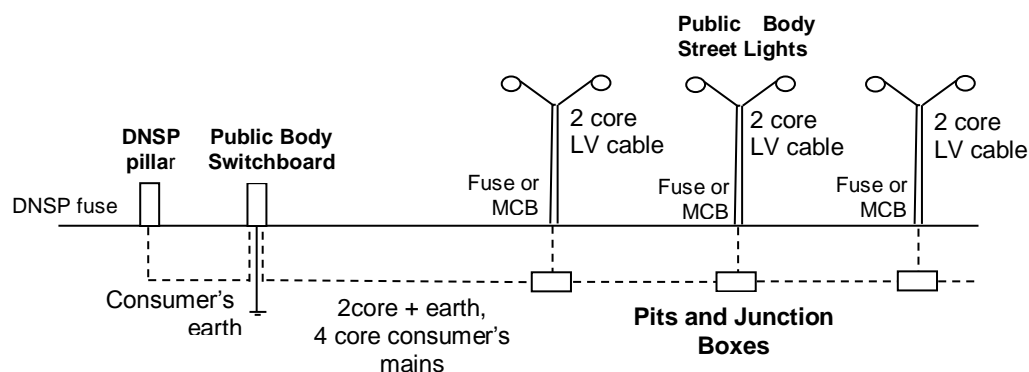 Public Body
Street Lights
DNSP
pillar
Public Body
Switchboard
2 core
LV cable
2 core
LV cable
2 core
LV cable
DNSP fuse
Fuse or
MCB
Fuse or
MCB
Fuse or
MCB
Consumer's
earth
2core + earth,
4 core consumer's
mains
Pits and Junction
Boxes